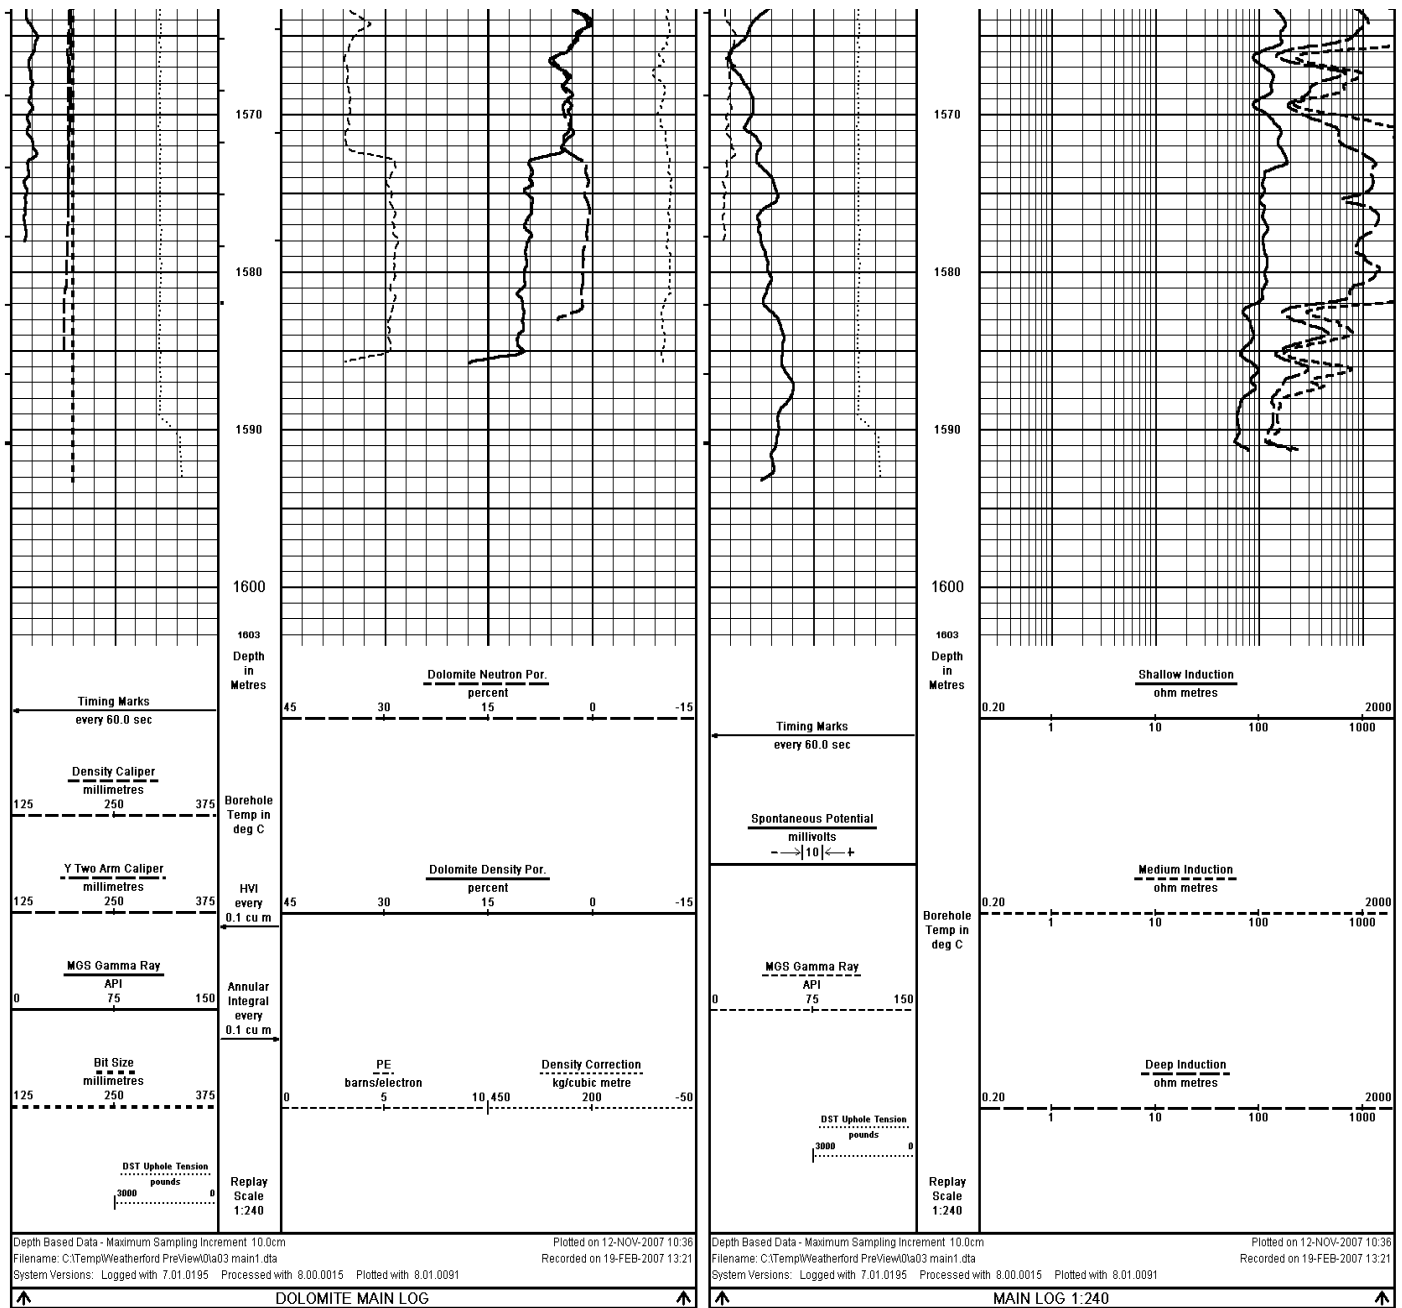 1570
1580
1590
1600
1603
Depth
in
Metres
Timing Marks
every 60.0 sec
Density Caliper
millimetres
125 250 375
Y Two Arm Caliper
millimetres
125 250 375
MGS Gamma Ray
API
0 75 150
Bit Size
millimetres
125 250 375
DST Uphole Tension
pounds
3000 0
Borehole
Temp in
deg C
HVI
every
0.1 cu m
Annular
Integral
every
0.1 cu m
Replay
Scale
1:240
Dolomite Neutron Por.
percent
45 30 15 0 -15
Dolomite Density Por.
percent
45 30 15 0 -15
PE
barns/electron
0 5 10
Density Correction
kg/cubic metre
450 200 -50
Depth Based Data - Maximum Sampling Increment 10.0cm
Plotted on 12-NOV-2007 10:36
Filename: C:\Temp\Weatherford PreView\0\a03 main1.dta
Recorded on 19-FEB-2007 13:21
System Versions: Logged with 7.01.0195 Processed with 8.00.0015 Plotted with 8.01.0091
DOLOMITE MAIN LOG
1570
1580
1590
1600
1603
Depth
in
Metres
Timing Marks
every 60.0 sec
Spontaneous Potential
millivolts
- 10 +
MGS Gamma Ray
API
0 75 150
DST Uphole Tension
pounds
3000 0
Borehole
Temp in
deg C
Replay
Scale
1:240
Shallow Induction
ohm metres
0.20 2000
1 10 100 1000
Medium Induction
ohm metres
0.20 2000
1 10 100 1000
Deep Induction
ohm metres
0.20 2000
1 10 100 1000
Depth Based Data - Maximum Sampling Increment 10.0cm
Plotted on 12-NOV-2007 10:36
Filename: C:\Temp\Weatherford PreView\0\a03 main1.dta
Recorded on 19-FEB-2007 13:21
System Versions: Logged with 7.01.0195 Processed with 8.00.0015 Plotted with 8.01.0091
MAIN LOG 1:240